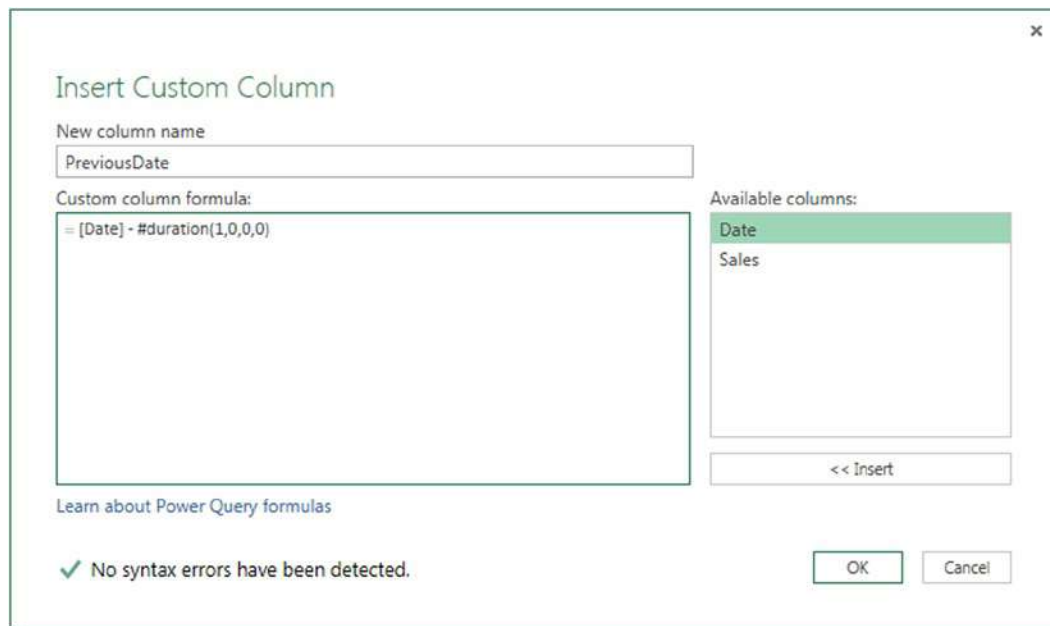 ×
Insert Custom Column
New column name
PreviousDate
Custom column formula:
= [Date] - #duration(1,0,0,0)
Available columns:
Date
Sales
<< Insert
Learn about Power Query formulas
✓ No syntax errors have been detected.
OK
Cancel